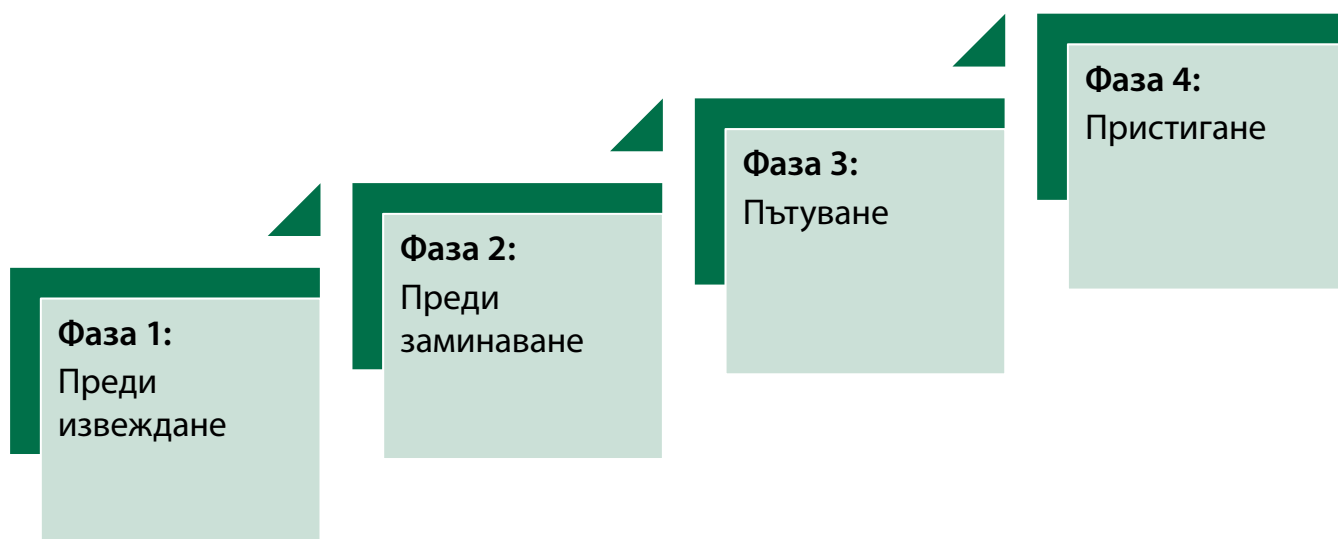 Фаза 1:
Преди
извеждане
Фаза 2:
Преди
заминаване
Фаза 3:
Пътуване
Фаза 4:
Пристигане